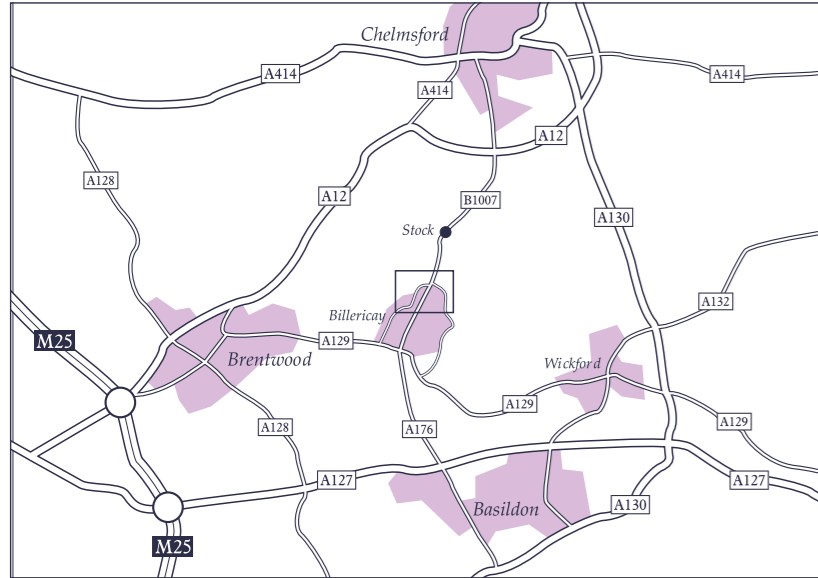 Chelmsford
A414
A414
A414
A12
A128
A12
B1007
A130
Stock
A132
Billericay
M25
A129
Brentwood
Wickford
A129
A129
A128
A176
A127
A127
Basildon
A130
M25